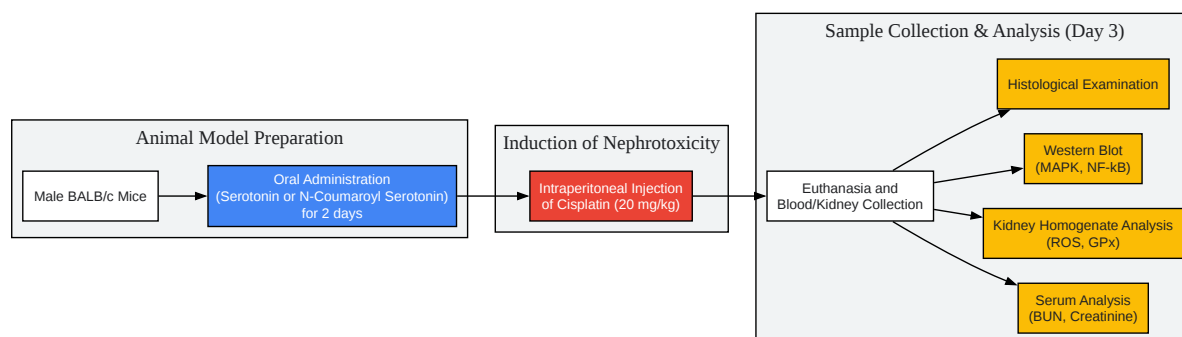 Animal Model Preparation
Male BALB/c Mice
Oral Administration
(Serotonin or N-Coumaroyl Serotonin)
for 2 days
Induction of Nephrotoxicity
Intraperitoneal Injection
of Cisplatin (20 mg/kg)
Sample Collection & Analysis (Day 3)
Euthanasia and
Blood/Kidney Collection
Histological Examination
Western Blot
(MAPK, NF-kB)
Kidney Homogenate Analysis
(ROS, GPx)
Serum Analysis
(BUN, Creatinine)